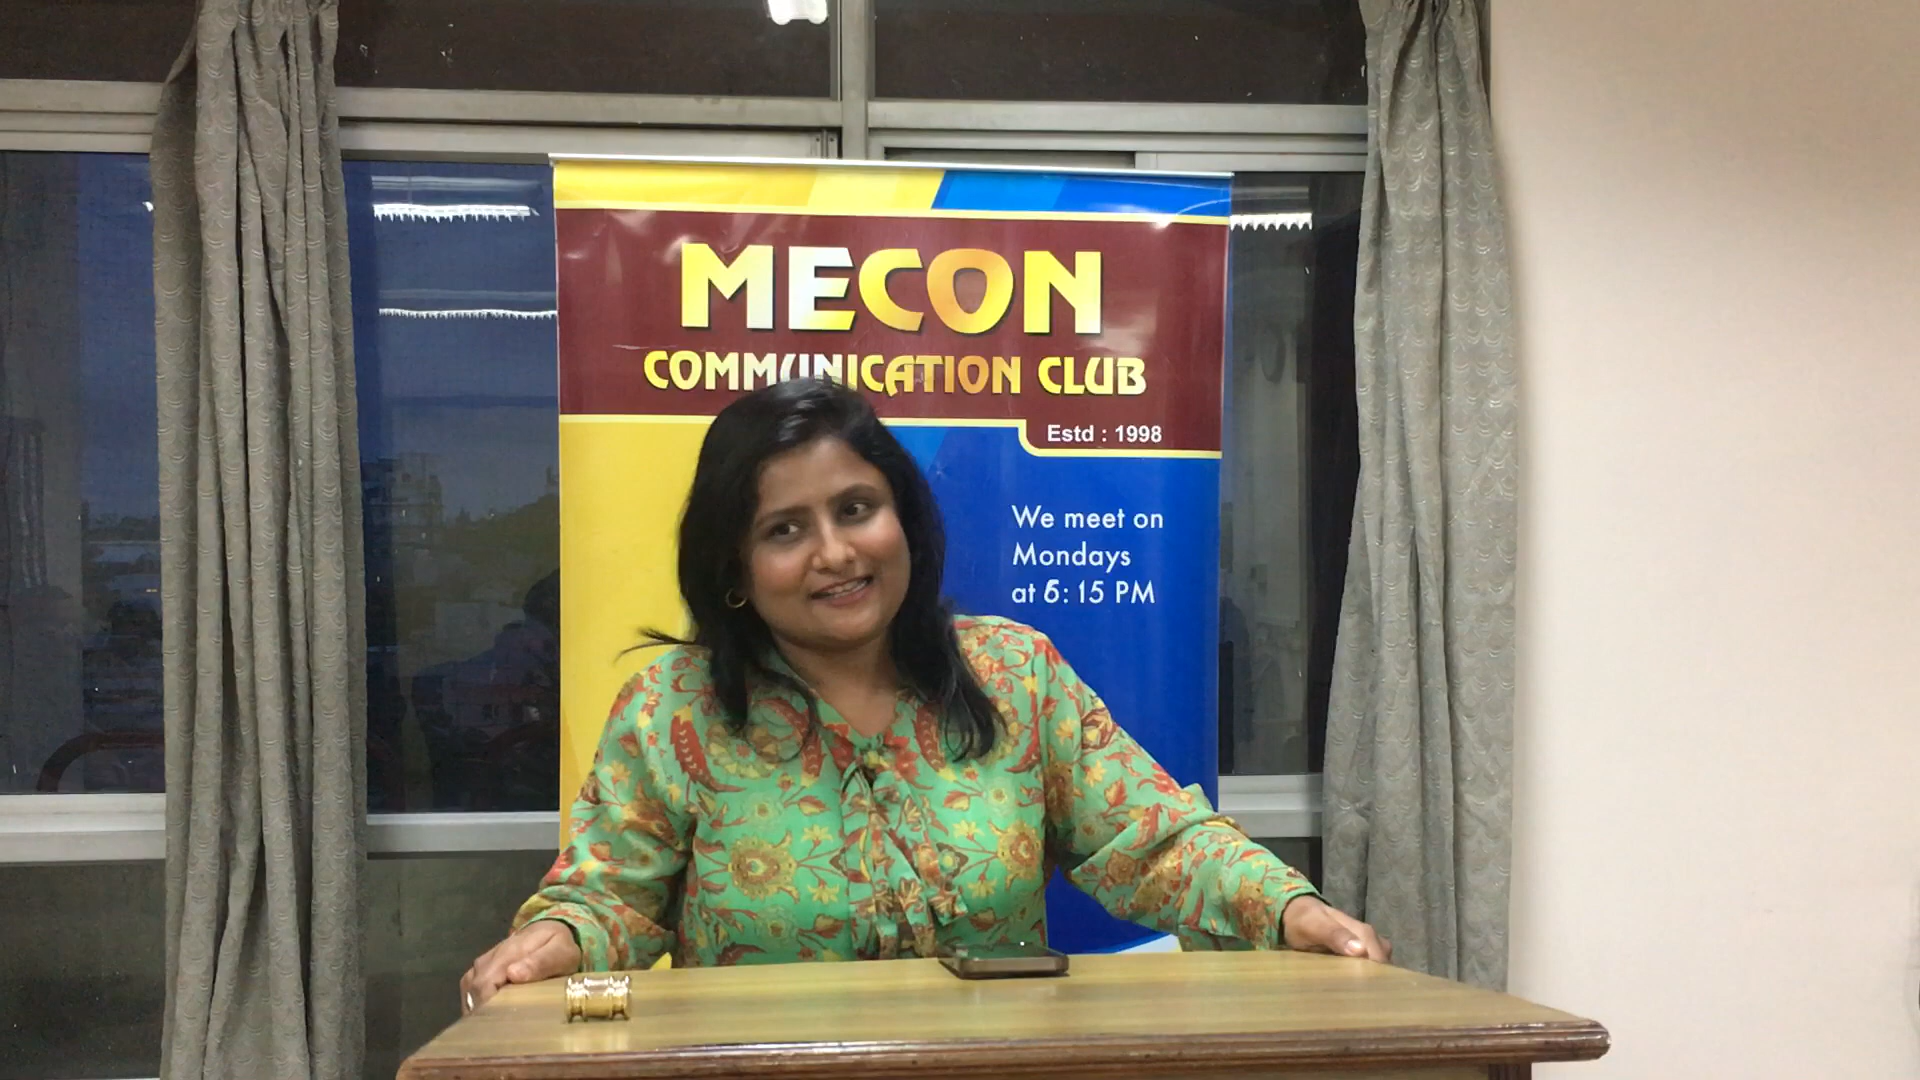 MECON
COMMUNICATION CLUB
Estd : 1998
We meet on
Mondays
at 6: 15 PM